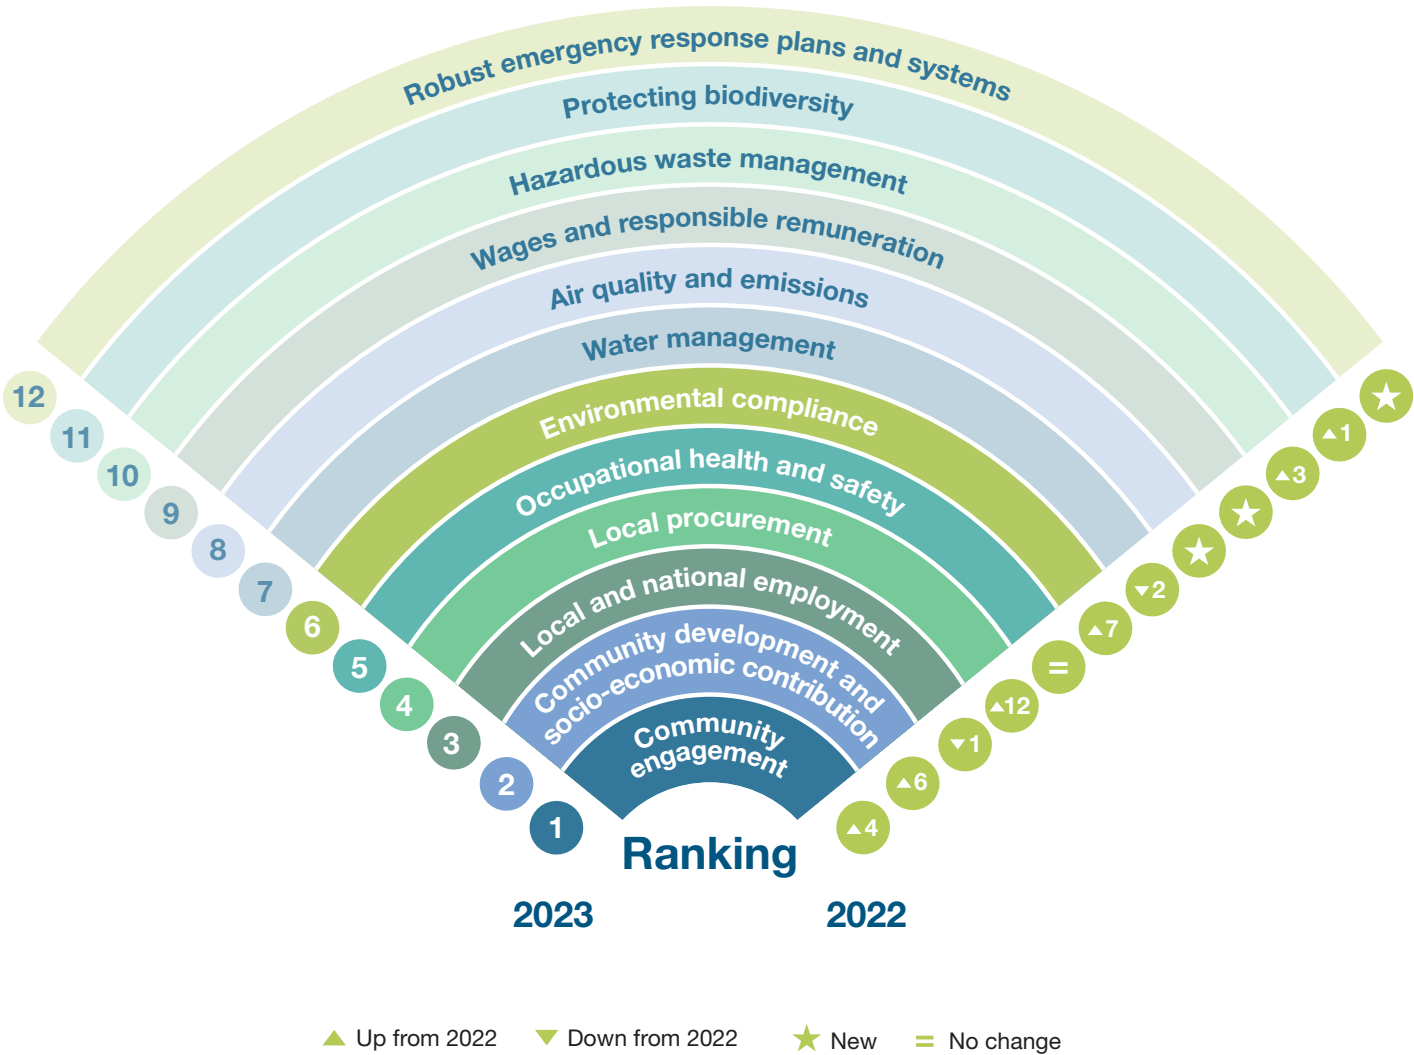 Robust emergency response plans and systems
Protecting biodiversity
Hazardous waste management
Wages and responsible remuneration
Air quality and emissions
Water management
Environmental compliance
Occupational health and safety
Local procurement
Local and national employment
Community development and
socio-economic contribution
Community
engagement
12
11
10
9
8
7
6
5
4
3
2
1
▲1
▲3
▼2
▲7
=
▲12
▼1
▲6
▲4
Ranking
2023
2022
▲ Up from 2022
▼ Down from 2022
★ New
= No change